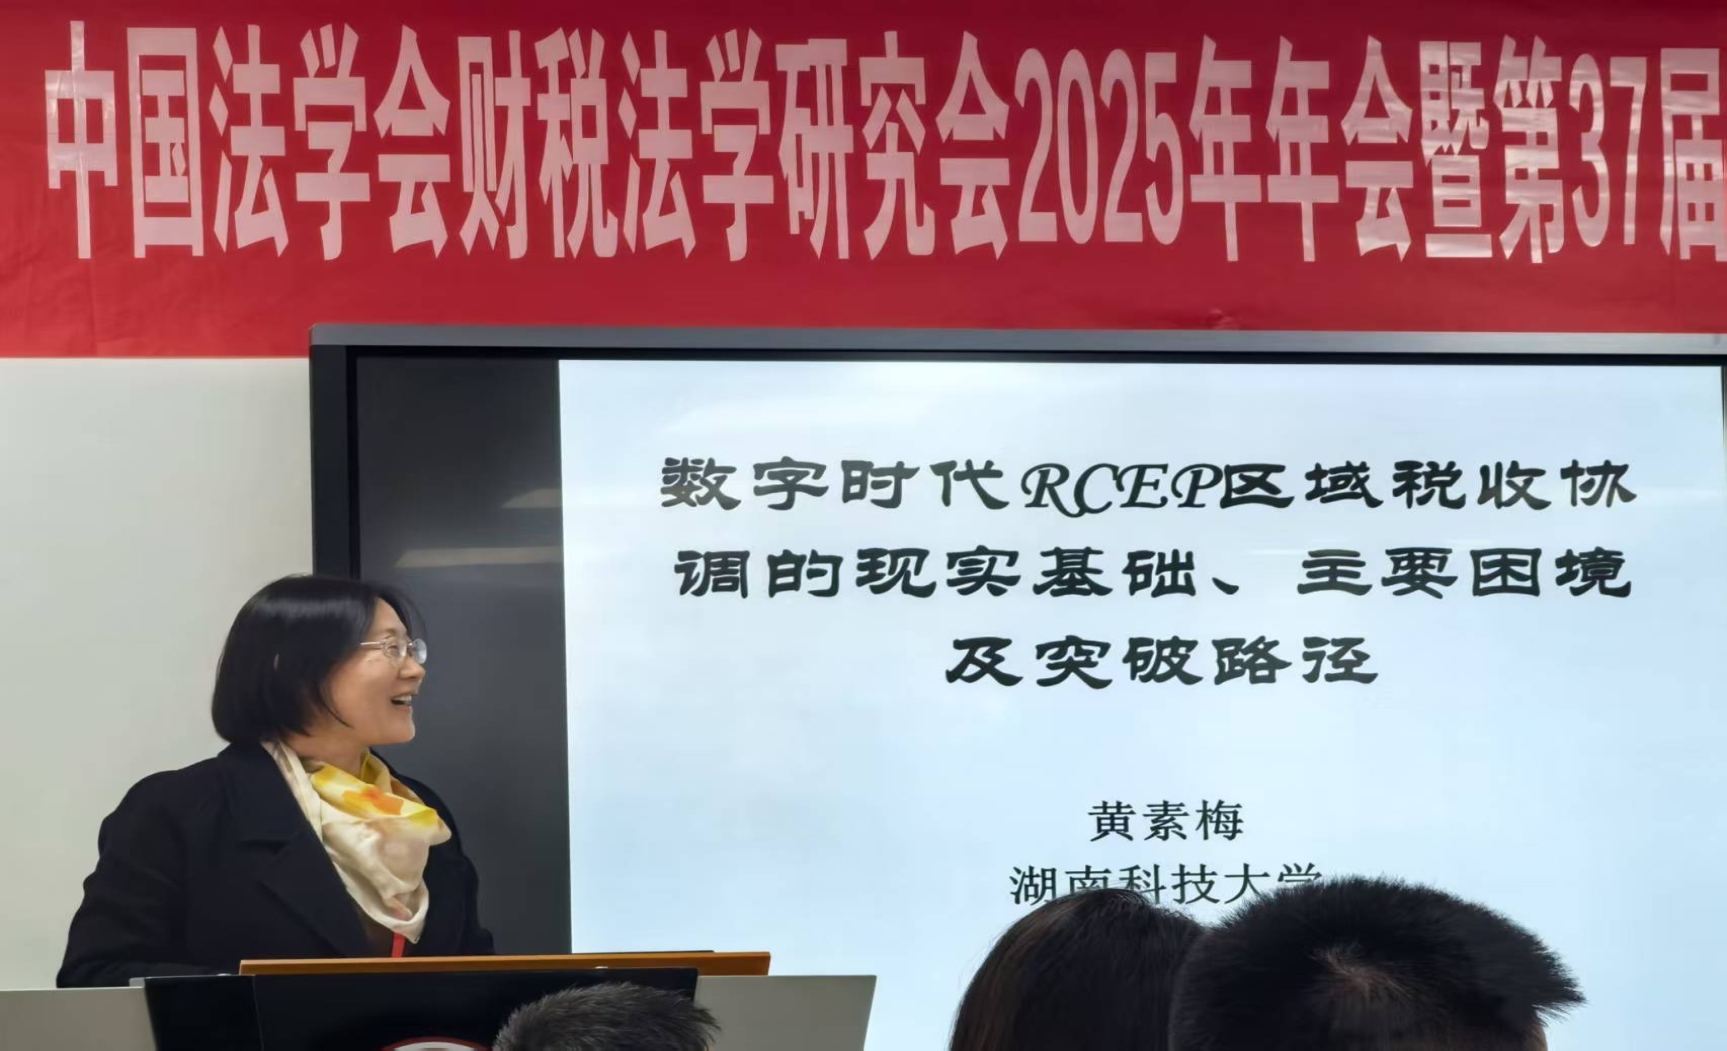 中国法学会财税法学研究会2025年年会暨第37届
数字时代RCEP区域税收协
调的现实基础、主要困境
及突破路径
黄素梅
湖南科技大学